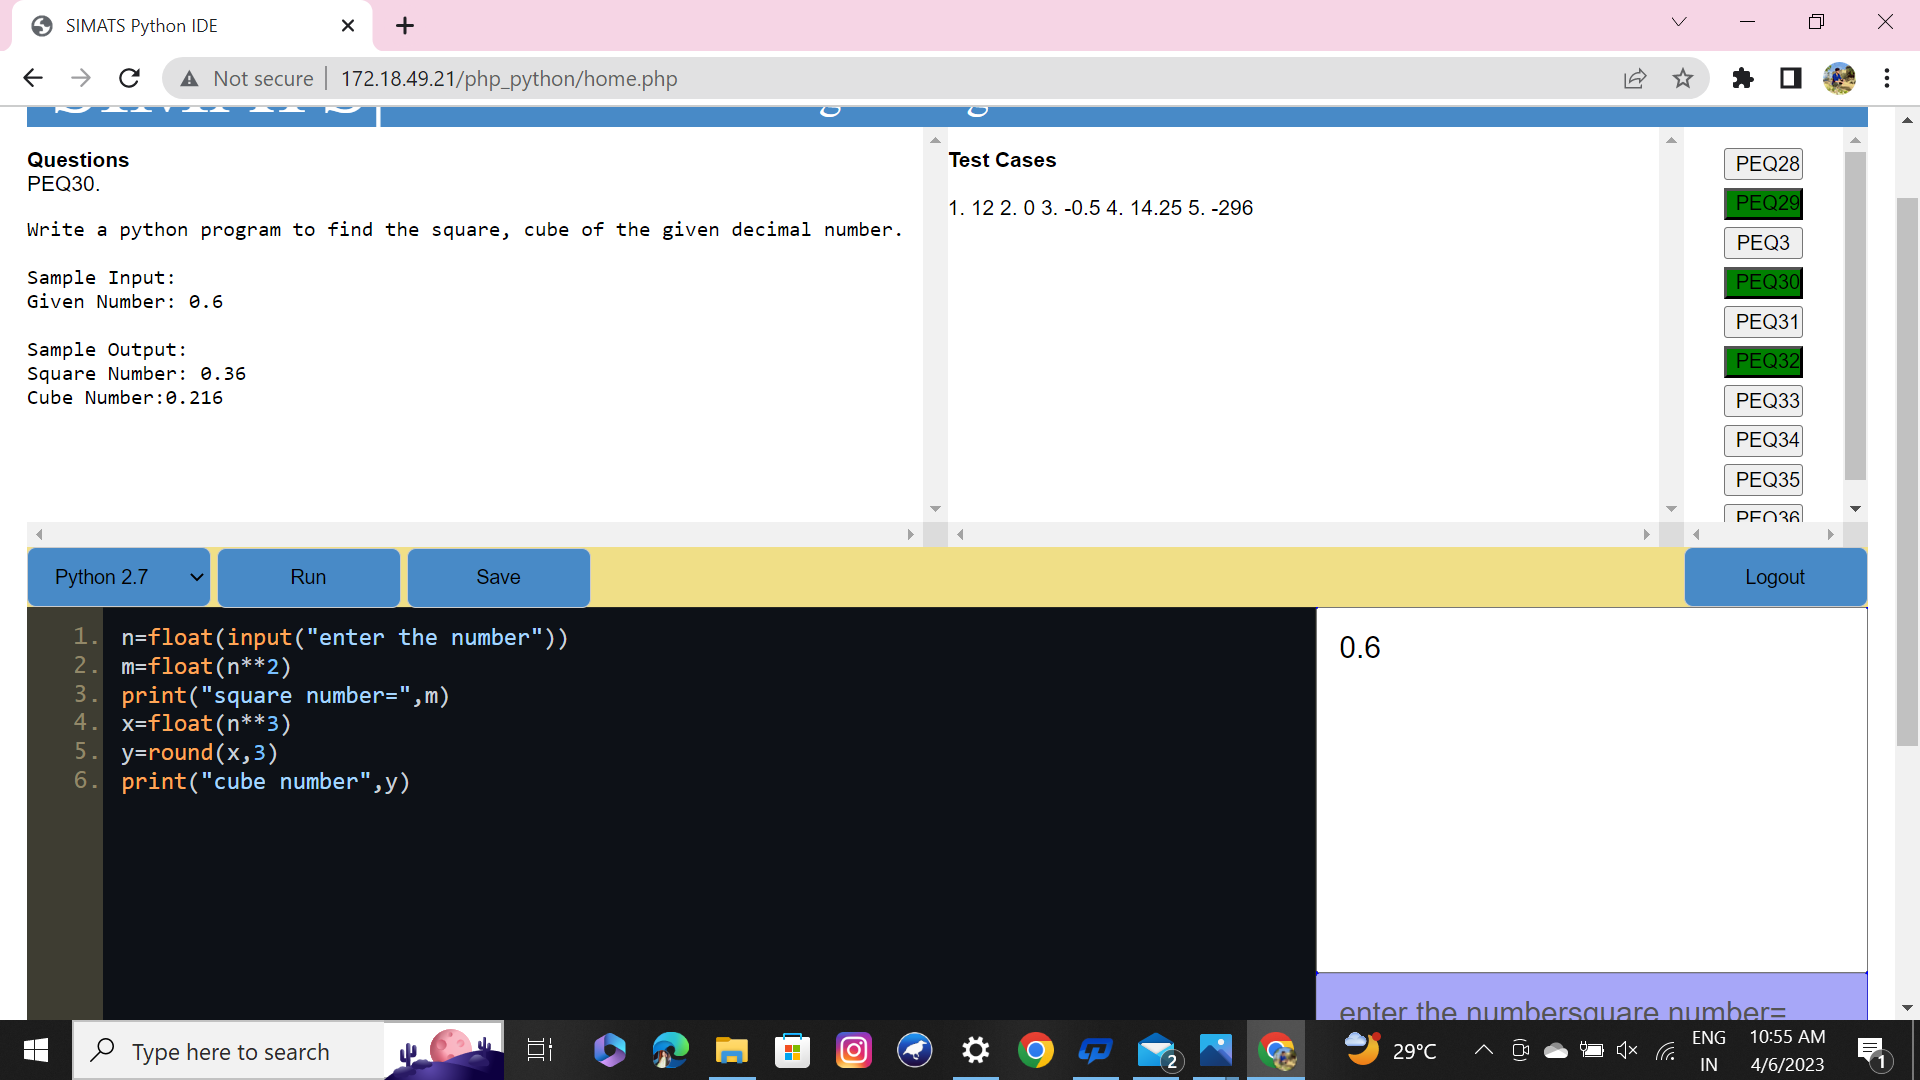 SIMATS Python IDE
Not secure
172.18.49.21/php_python/home.php
Questions
PEQ30.
Write a python program to find the square, cube of the given decimal number.
Sample Input:
Given Number: 0.6
Sample Output:
Square Number: 0.36
Cube Number:0.216
Test Cases
1. 12 2. 0 3. -0.5 4. 14.25 5. -296
PEQ28
PEQ29
PEQ3
PEQ30
PEQ31
PEQ32
PEQ33
PEQ34
PEQ35
PEQ36
Python 2.7
Run
Save
Logout
1. n=float(input("enter the number"))
2. m=float(n**2)
3. print("square number=",m)
4. x=float(n**3)
5. y=round(x,3)
6. print("cube number",y)
0.6
enter the numbersquare number=
Type here to search
2
29°C
ENG
IN
10:55 AM
4/6/2023
1